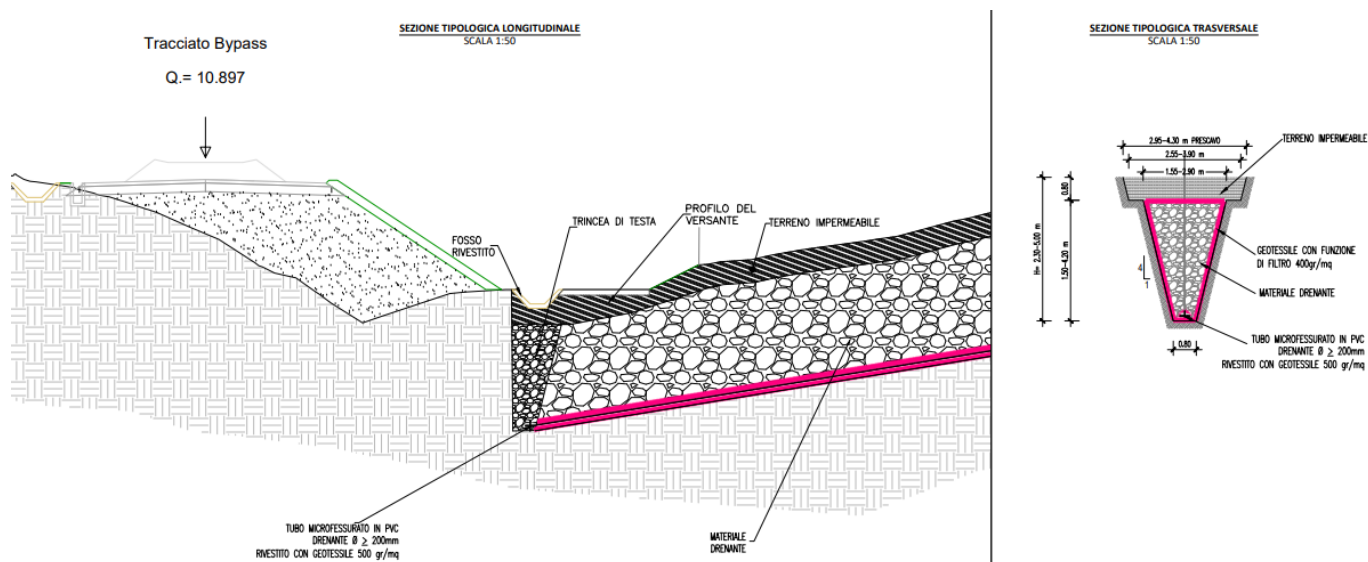 SEZIONE TIPOLOGICA LONGITUDINALE
SCALA 1:50
Tracciato Bypass
Q.= 10.897
FOSSO
RIVESTITO
TRINCEA DI TESTA
PROFILO DEL
VERSANTE
TERRENO IMPERMEABILE
TUBO MICROFESSURATO IN PVC
DRENANTE Ø ≥ 200mm
RIVESTITO CON GEOTESSILE 500 gr/mq
MATERIALE
DRENANTE
SEZIONE TIPOLOGICA TRASVERSALE
SCALA 1:50
2.95-4.30 m PRESCAVO
2.55-3.90 m
1.55-2.90 m
TERRENO IMPERMEABILE
0.80
H= 2.30-5.00 m
1.50-4.20 m
4
1
GEOTESSILE CON FUNZIONE
DI FILTRO 400gr/mq
MATERIALE DRENANTE
TUBO MICROFESSURATO IN PVC
DRENANTE Ø ≥ 200mm
RIVESTITO CON GEOTESSILE 500 gr/mq
0.80